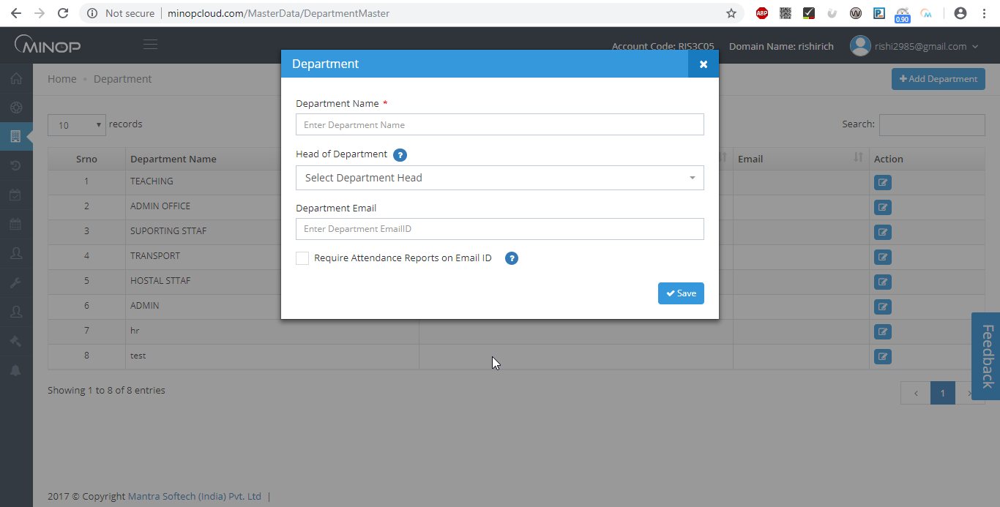 Not secure | minopcloud.com/MasterData/DepartmentMaster
ABP
0.90
MINOP
Account Code: RIS3C05 Domain Name: rishirich rishi2985@gmail.com
Home Department
Add Department
Department
Department Name *
Enter Department Name
Head of Department ?
Select Department Head
Department Email
Enter Department EmailID
Require Attendance Reports on Email ID ?
Save
10 records
Search:
Srno Department Name Email Action
1 TEACHING
2 ADMIN OFFICE
3 SUPORTING STTAF
4 TRANSPORT
5 HOSTAL STTAF
6 ADMIN
7 hr
8 test
Showing 1 to 8 of 8 entries
< 1 >
Feedback
2017 © Copyright Mantra Softech (India) Pvt. Ltd |